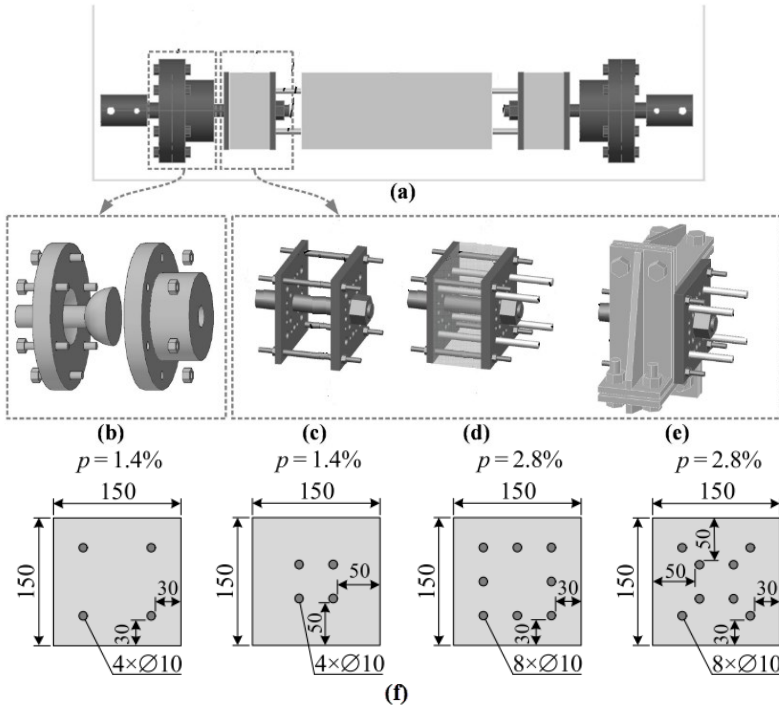 (a)
(b) (c) (d) (e)
p = 1.4% p = 1.4% p = 2.8% p = 2.8%
150 150 150 150
150 30 30 4×Ø10
150 50 50 4×Ø10
150 30 30 8×Ø10
150 50 50 30 30 8×Ø10
(f)